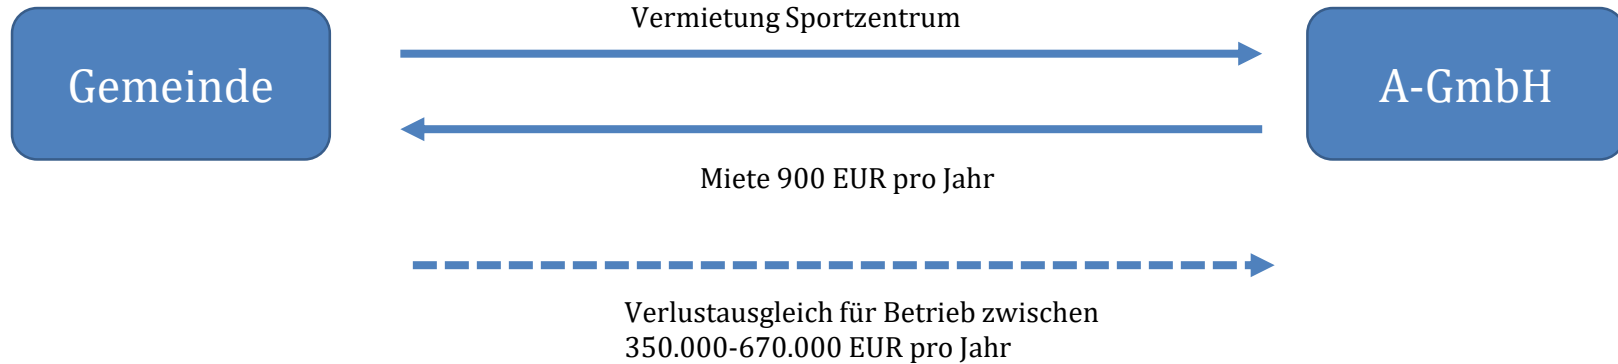 Vermietung Sportzentrum
Gemeinde
A-GmbH
Miete 900 EUR pro Jahr
Verlustausgleich für Betrieb zwischen
350.000-670.000 EUR pro Jahr